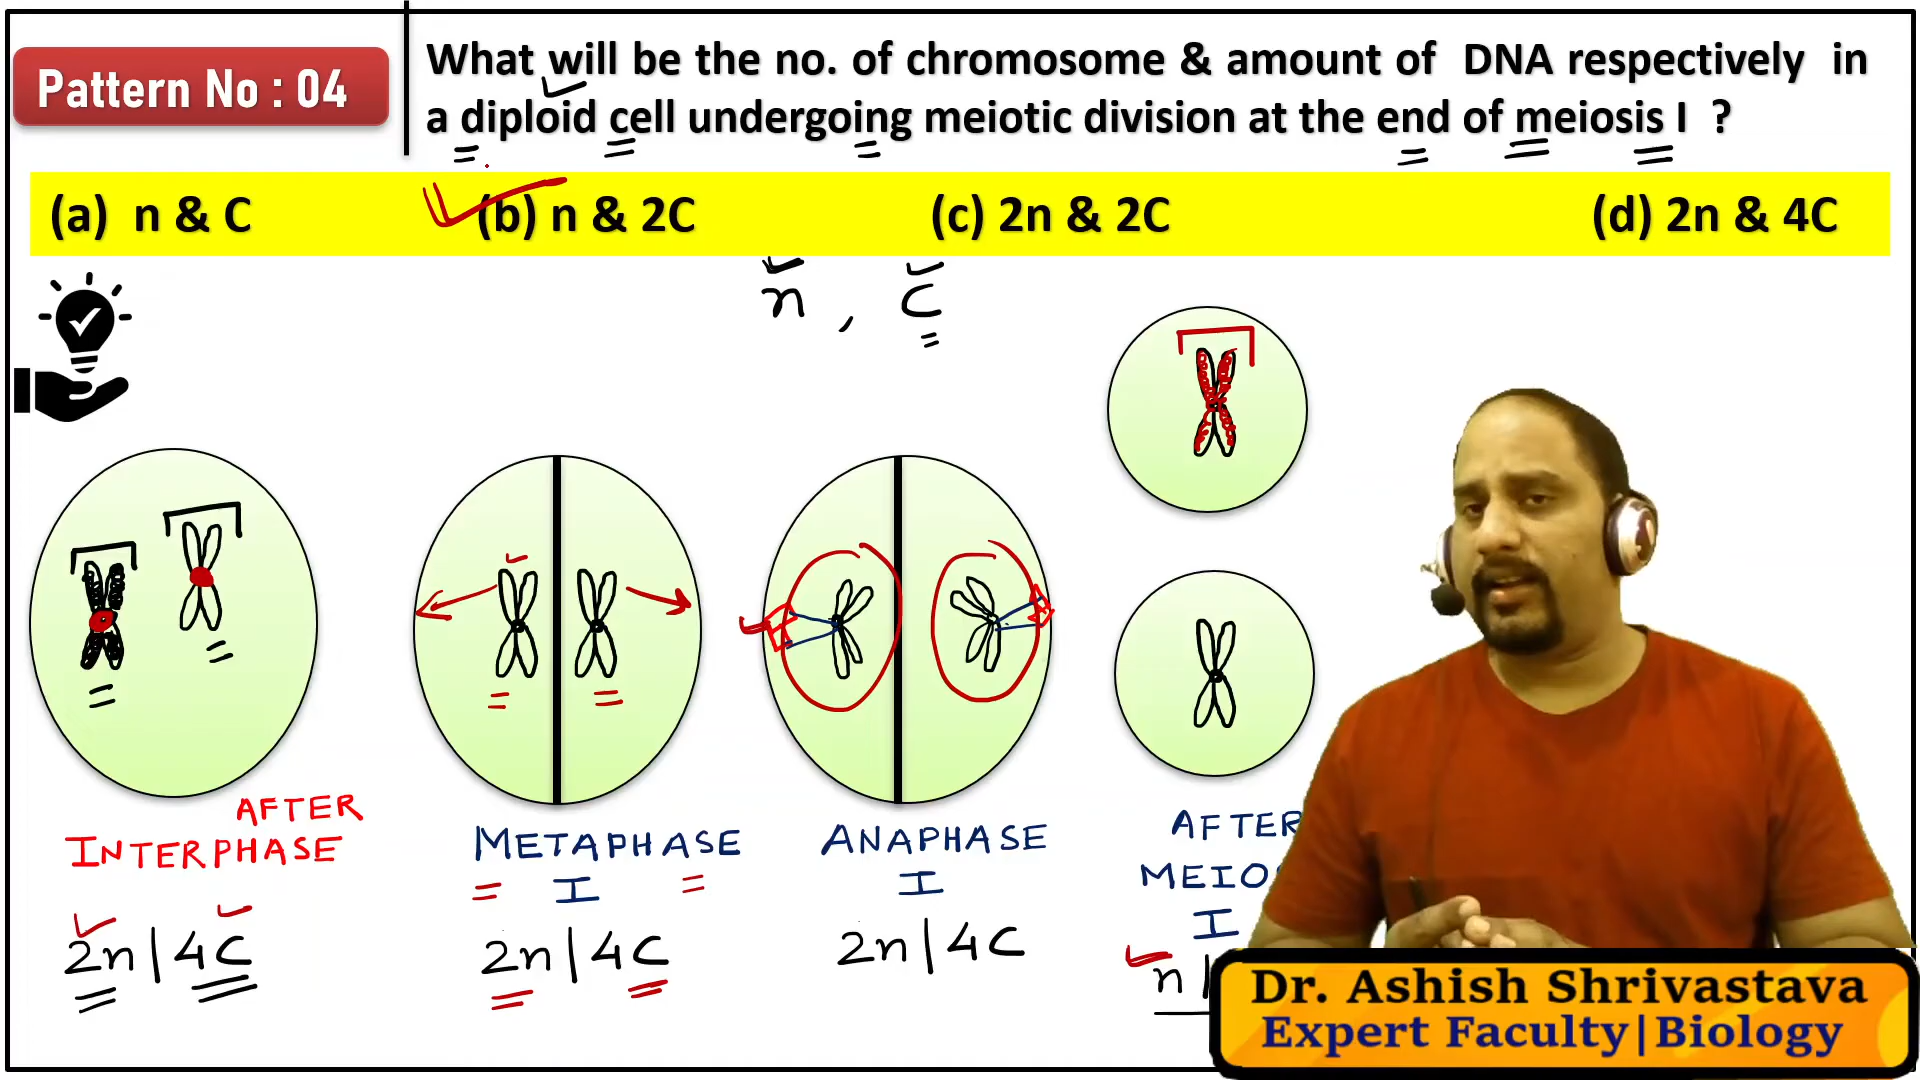 Pattern No : 04
What will be the no. of chromosome & amount of DNA respectively in
a diploid cell undergoing meiotic division at the end of meiosis I ?
(a) n & C (b) n & 2C (c) 2n & 2C (d) 2n & 4C
n , C
AFTER
INTERPHASE
2n | 4C
METAPHASE
I
2n | 4C
ANAPHASE
I
2n | 4C
AFTER
MEIO
I
n |
Dr. Ashish Shrivastava
Expert Faculty|Biology